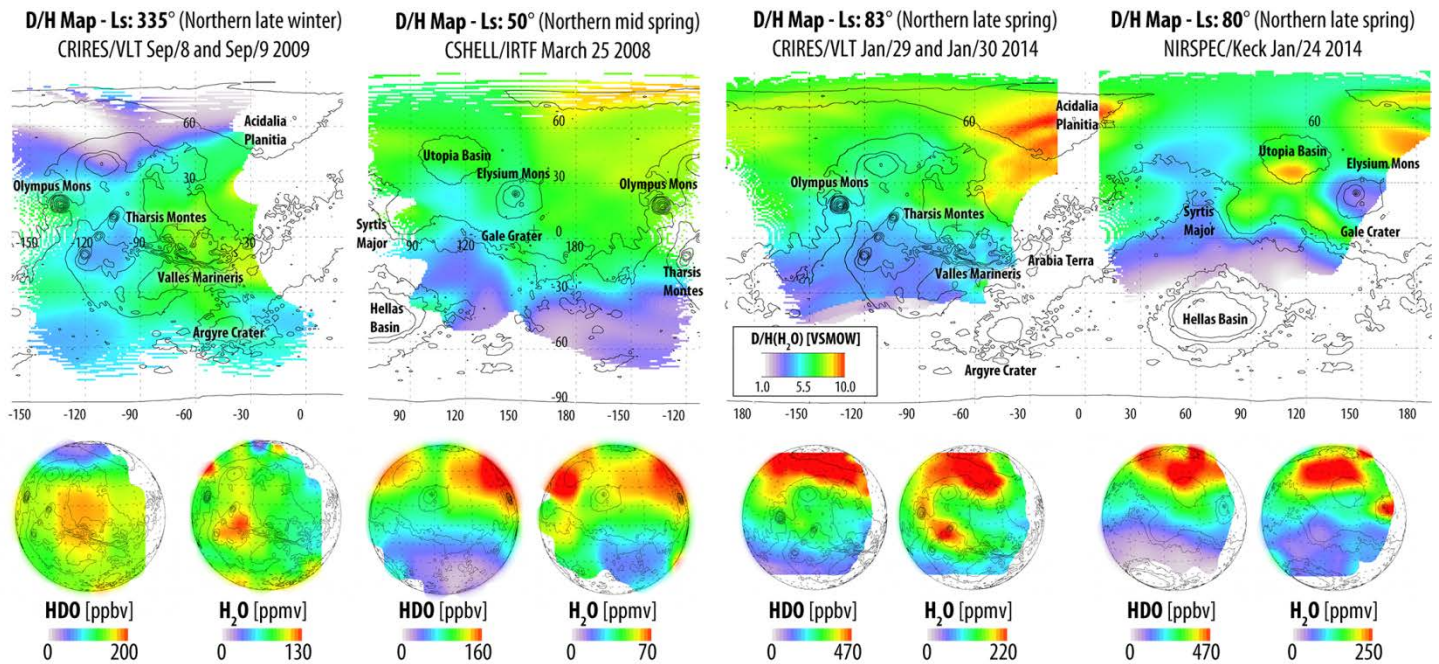 D/H Map - Ls: 335° (Northern late winter)
CRIRES/VLT Sep/8 and Sep/9 2009
D/H Map - Ls: 50° (Northern mid spring)
CSHELL/IRTF March 25 2008
D/H Map - Ls: 83° (Northern late spring)
CRIRES/VLT Jan/29 and Jan/30 2014
D/H Map - Ls: 80° (Northern late spring)
NIRSPEC/Keck Jan/24 2014
Acidalia
Planitia
60
30
Olympus Mons
Tharsis Montes
-150
-120
-90
-30
Valles Marineris
Argyre Crater
-150 -120 -90 -60 -30 0
60
Utopia Basin
Elysium Mons
30
Olympus Mons
Syrtis
Major
90
120
Gale Grater
0
180
Tharsis
Montes
-30
Hellas
Basin
-60
-90
90 120 150 180 -150 -120
Acidalia
Planitia
60
Olympus Mons
Tharsis Montes
Valles Marineris
Arabia Terra
Argyre Crater
D/H(H₂O) [VSMOW]
1.0 5.5 10.0
180 -150 -120 -90 -60 -30 0
60
Utopia Basin
Elysium Mons
Syrtis
Major
Gale Crater
Hellas Basin
30 60 90 120 150 180
HDO [ppbv]
0 200
H₂O [ppmv]
0 130
HDO [ppbv]
0 160
H₂O [ppmv]
0 70
HDO [ppbv]
0 470
H₂O [ppmv]
0 220
HDO [ppbv]
0 470
H₂O [ppmv]
0 250